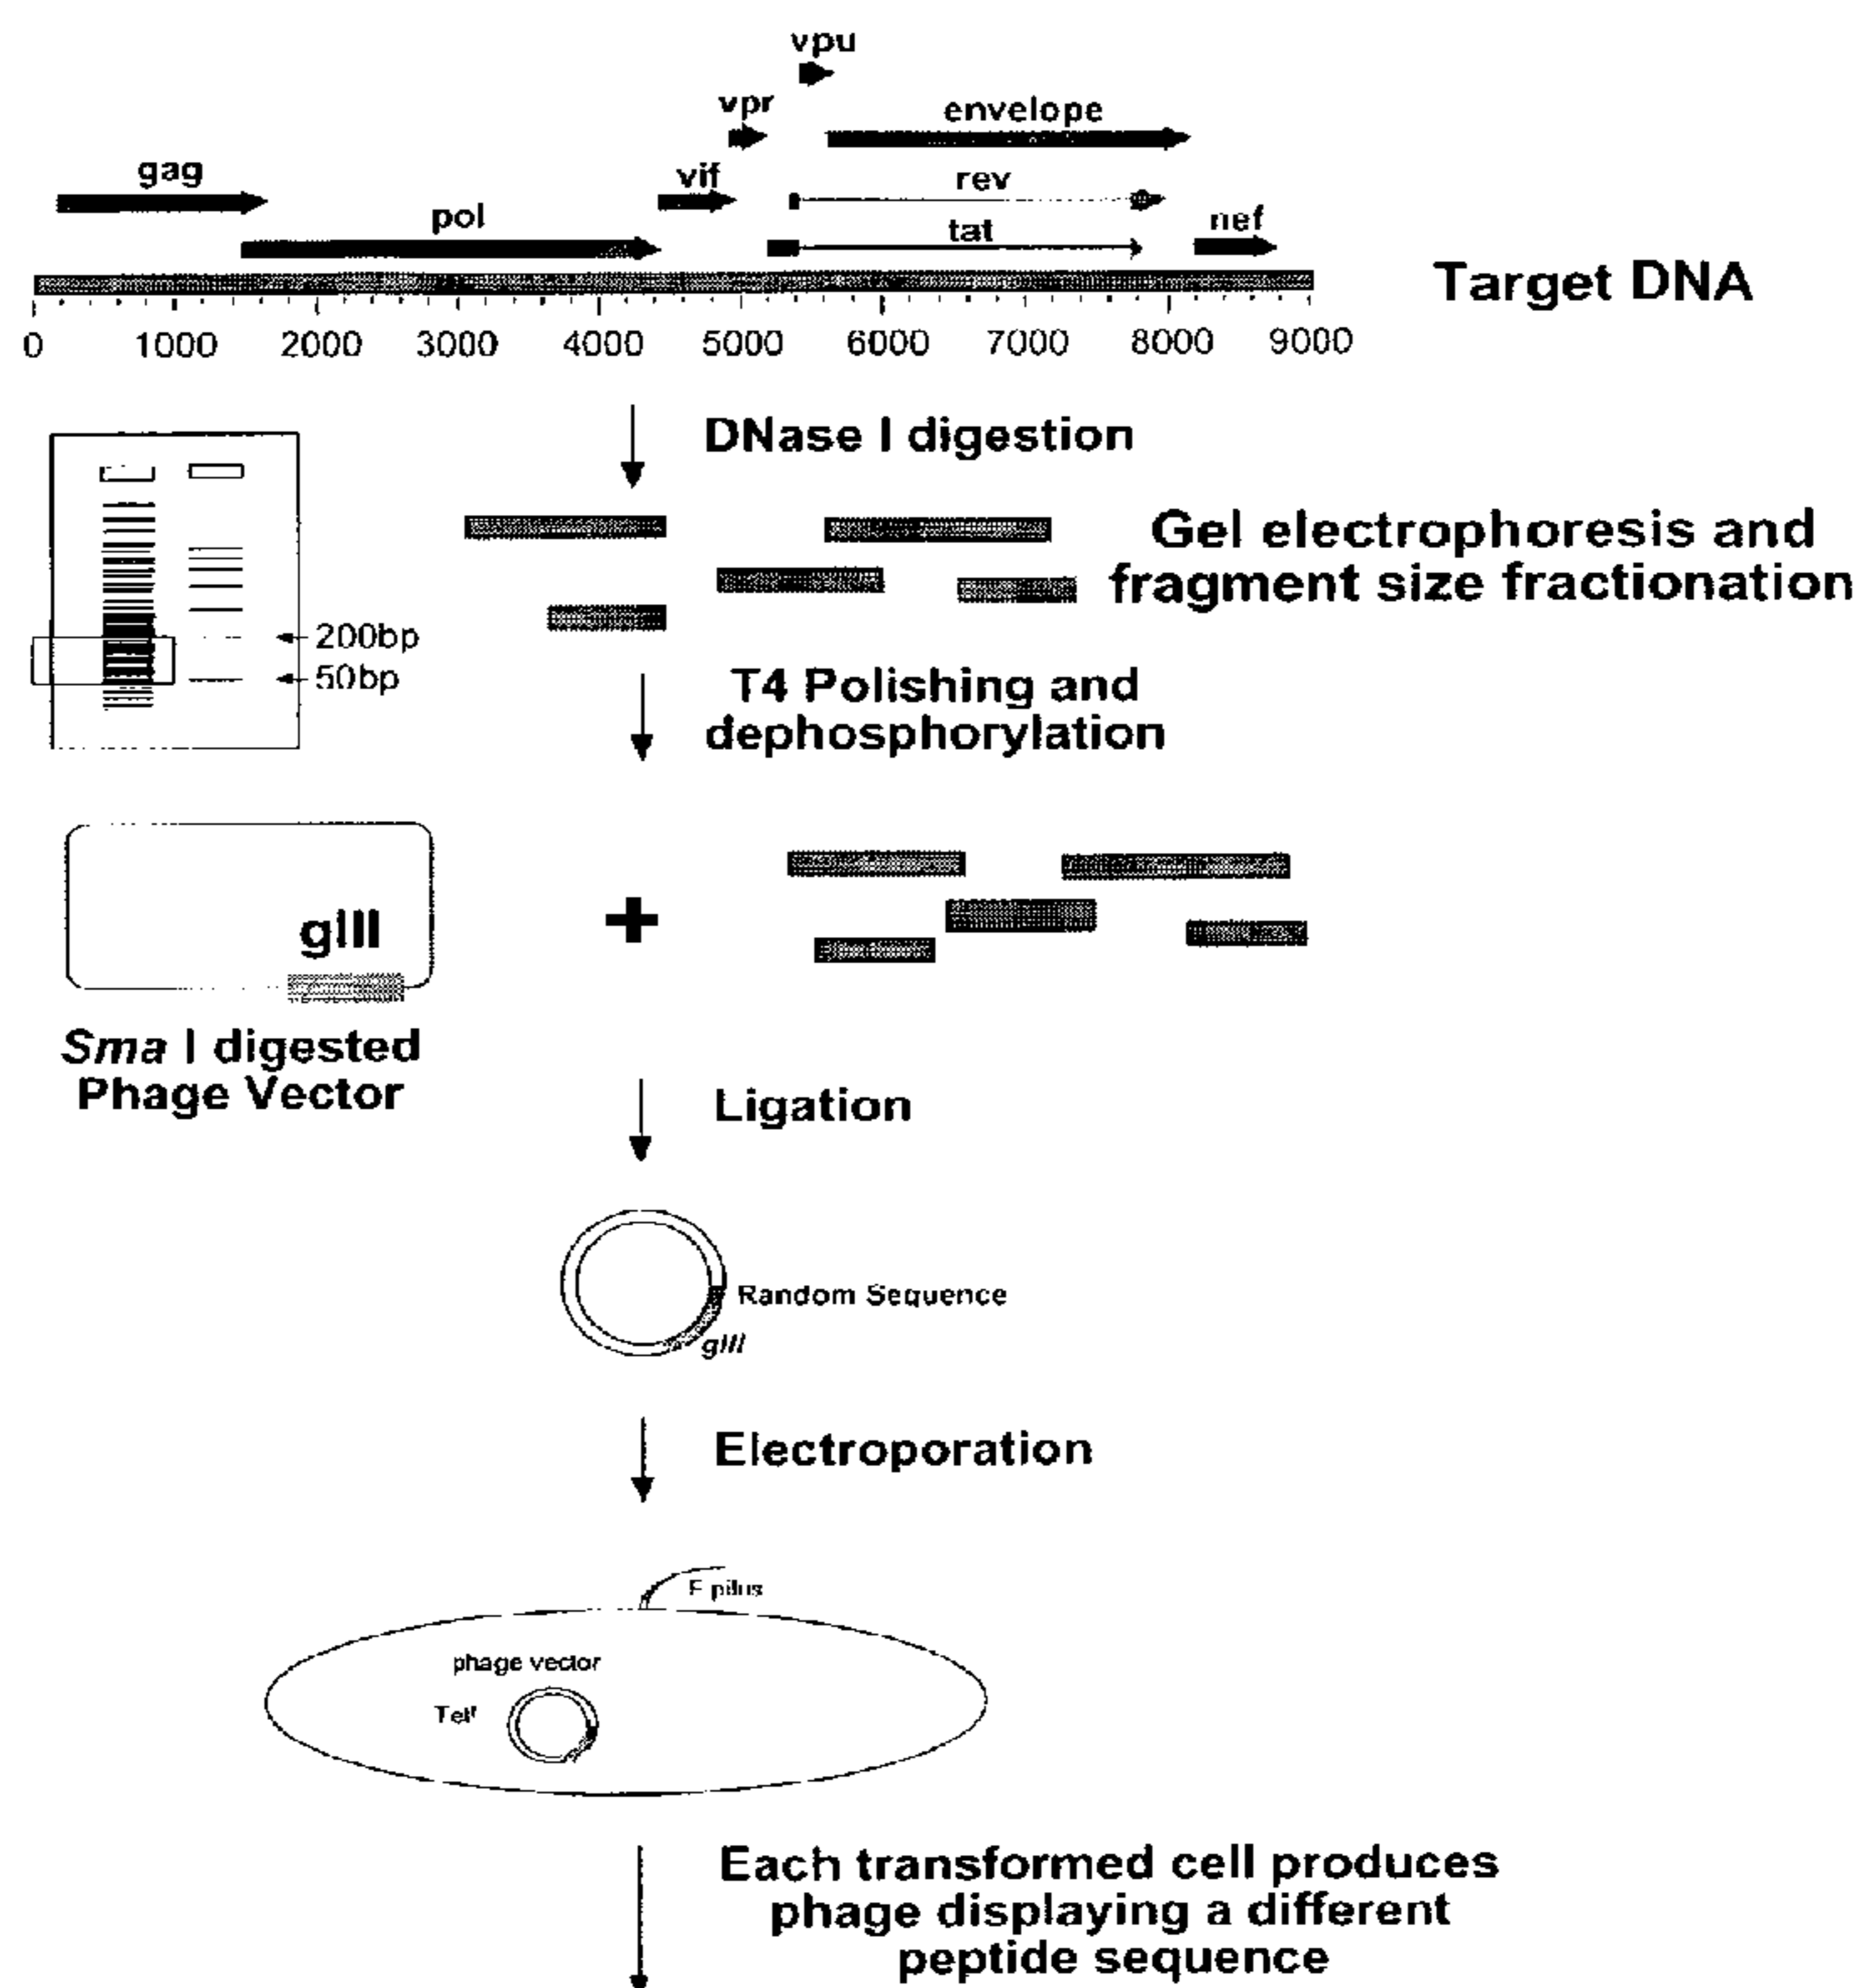 vpu
vpr
envelope
gag
vif
rev
pol
tat
nef
Target DNA
0 1000 2000 3000 4000 5000 6000 7000 8000 9000
DNase I digestion
Gel electrophoresis and
fragment size fractionation
200bp
50bp
T4 Polishing and
dephosphorylation
gIII
+
Sma I digested
Phage Vector
Ligation
Random Sequence
gIII
Electroporation
F pilus
phage vector
Tetr
Each transformed cell produces
phage displaying a different
peptide sequence